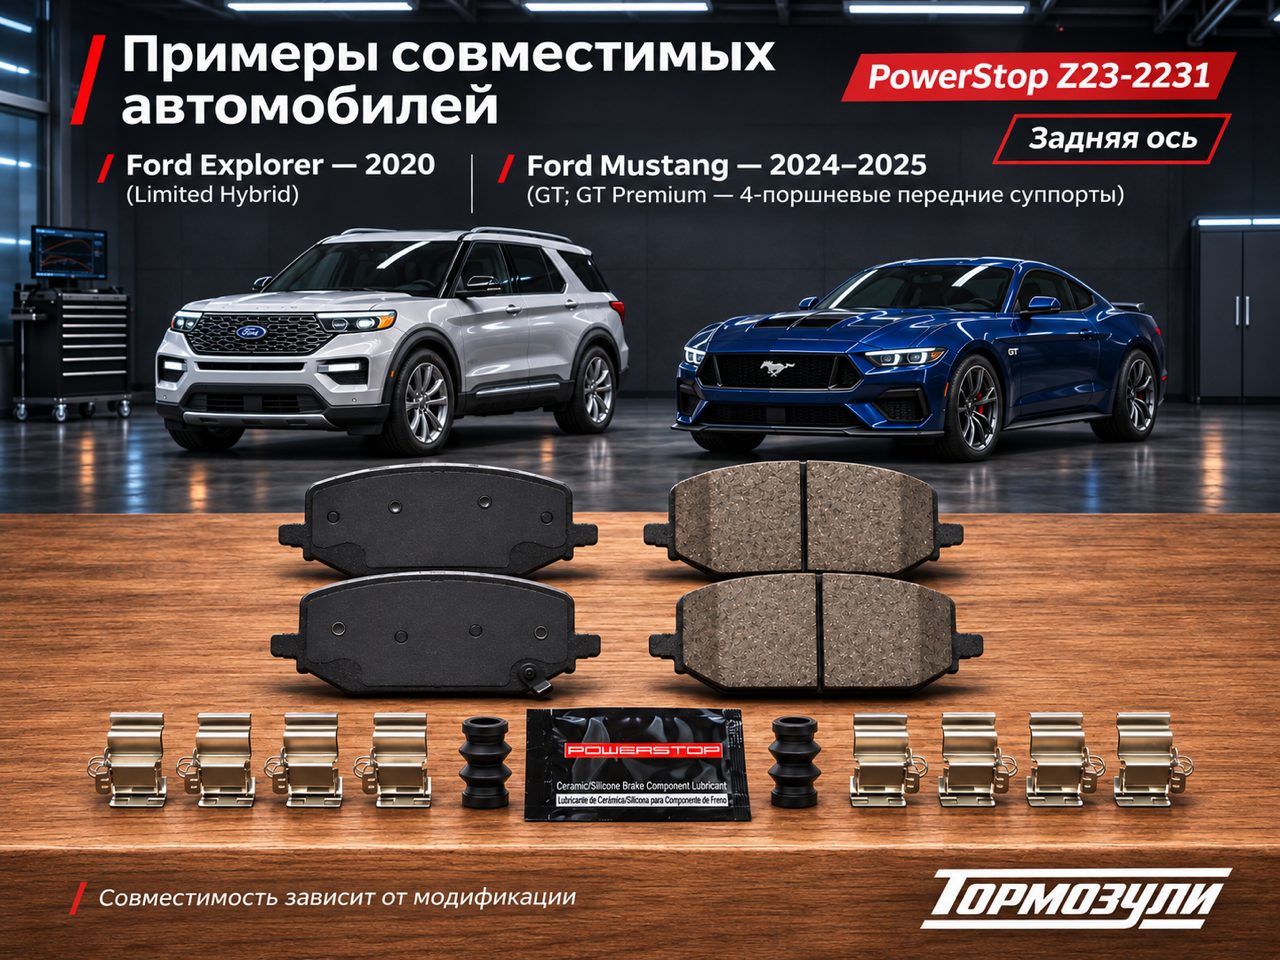 Примеры совместимых
автомобилей
PowerStop Z23-2231
Задняя ось
Ford Explorer — 2020
(Limited Hybrid)
Ford Mustang — 2024–2025
(GT; GT Premium — 4-поршневые передние суппорты)
Ford
GT
POWERSTOP
Ceramic/Silicone Brake Component Lubricant
Lubricante de Cerámica/Silicona para Componente de Freno
Совместимость зависит от модификации
Тормозули